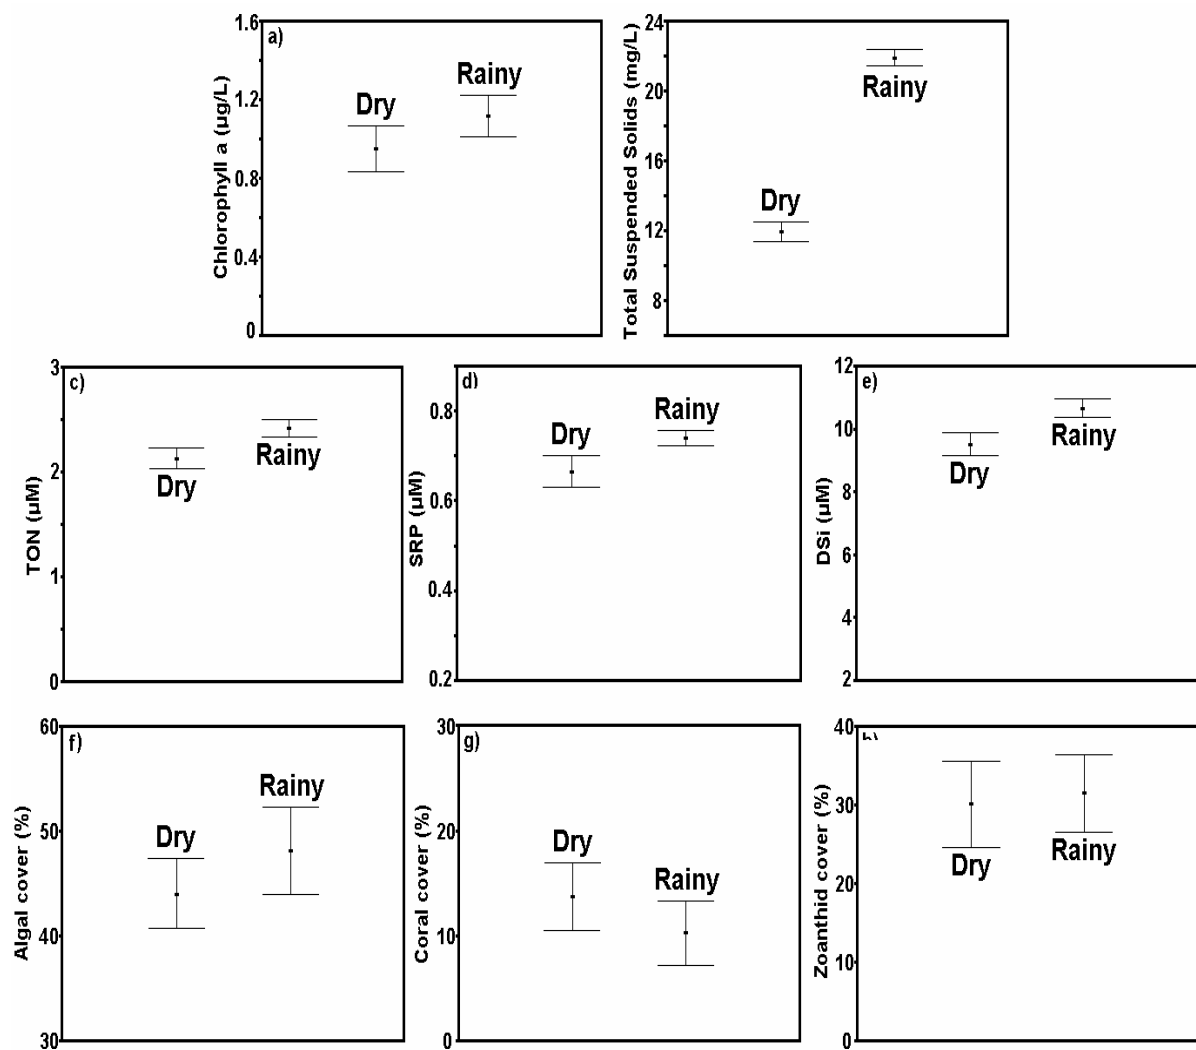 a)
Chlorophyll a (µg/L)
1.6
1.2
0.8
0.4
0
Dry
Rainy
Total Suspended Solids (mg/L)
24
20
16
12
8
Dry
Rainy
c)
TON (µM)
3
2
1
0
Dry
Rainy
d)
SRP (µM)
0.8
0.6
0.4
0.2
Dry
Rainy
e)
DSi (µM)
12
10
8
6
4
2
Dry
Rainy
f)
Algal cover (%)
60
50
40
30
Dry
Rainy
g)
Coral cover (%)
30
20
10
0
Dry
Rainy
Zoanthid cover (%)
40
30
20
10
0
Dry
Rainy